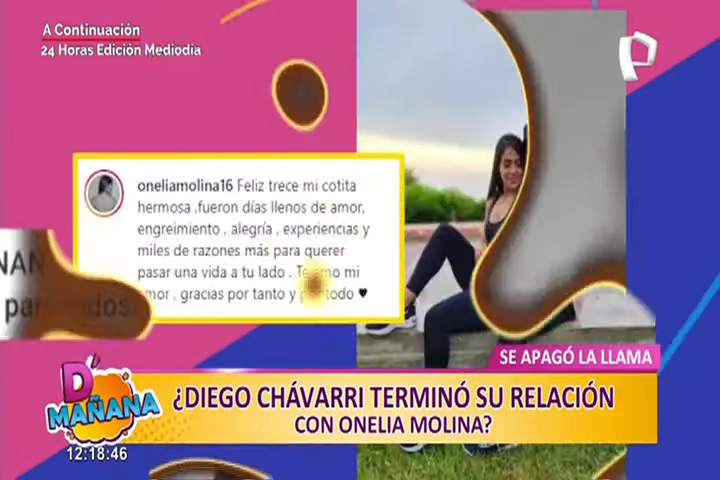 A Continuación
24 Horas Edición Mediodía
P
oneliamolina16 Feliz trece mi cotita
hermosa ,fueron días llenos de amor,
engreimiento , alegría , experiencias y
miles de razones más para querer
pasar una vida a tu lado . Te amo mi
amor , gracias por tanto y por todo ♥
SE APAGÓ LA LLAMA
D' MAÑANA
¿DIEGO CHÁVARRI TERMINÓ SU RELACIÓN
CON ONELIA MOLINA?
12:18:46